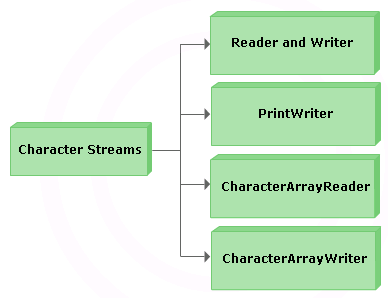 Reader and Writer
PrintWriter
Character Streams
CharacterArrayReader
CharacterArrayWriter